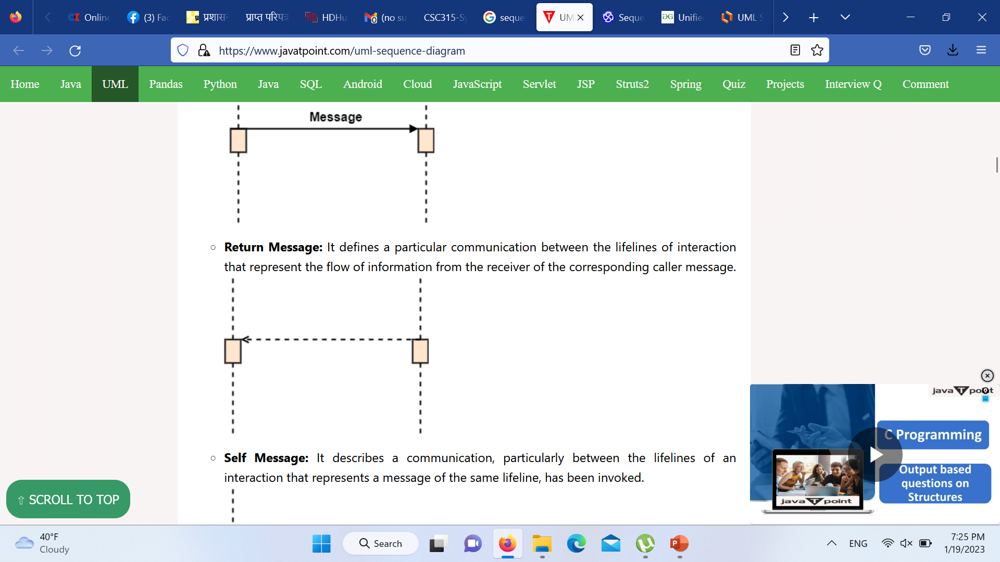 Online
(3) Fac
प्रशासन
प्राप्त परिपत्र
HDHu
(no su
CSC315-Sy
seque
UM
Seque
Unifie
UML S
https://www.javatpoint.com/uml-sequence-diagram
Home Java UML Pandas Python Java SQL Android Cloud JavaScript Servlet JSP Struts2 Spring Quiz Projects Interview Q Comment
Message
Return Message: It defines a particular communication between the lifelines of interaction
that represent the flow of information from the receiver of the corresponding caller message.
Self Message: It describes a communication, particularly between the lifelines of an
interaction that represents a message of the same lifeline, has been invoked.
⇧ SCROLL TO TOP
java T point
C Programming
Output based
questions on
Structures
java T point
40°F
Cloudy
Search
ENG
7:25 PM
1/19/2023